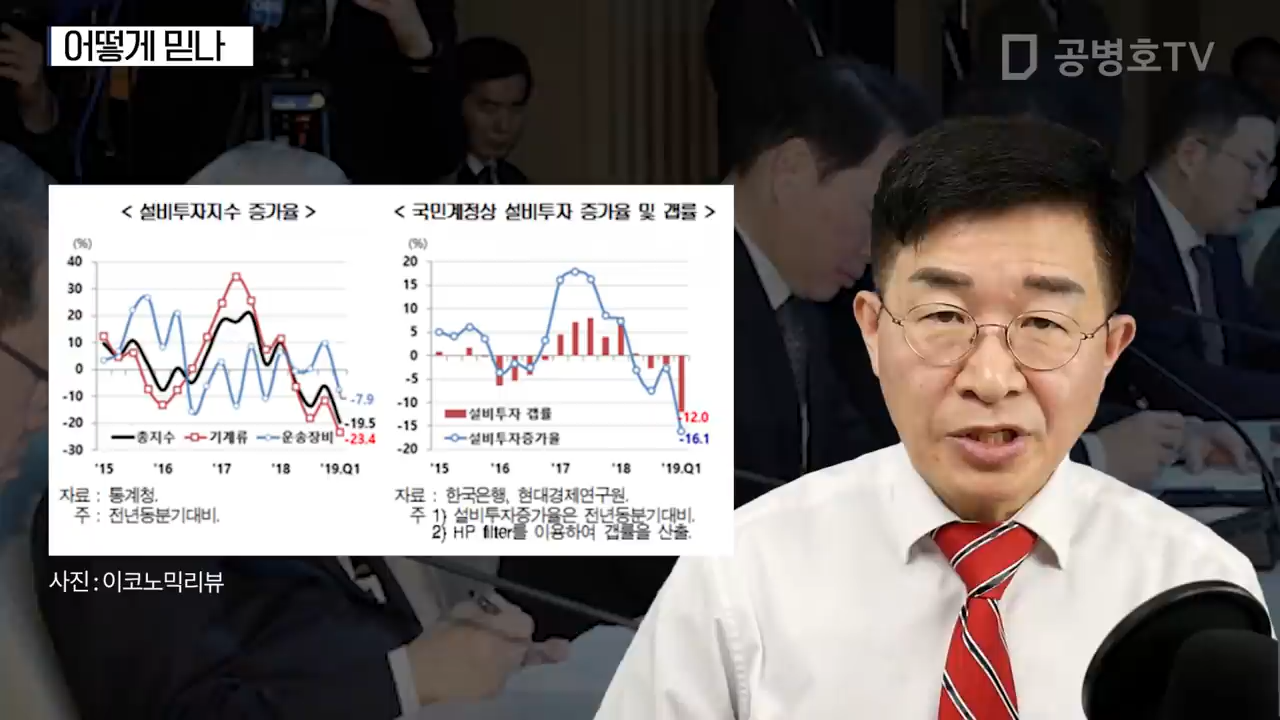 어떻게 믿나
공병호TV
< 설비투자지수 증가율 >
(%)
40
30
20
10
0
-10
-20
-30
-7.9
-19.5
-23.4
총지수 기계류 운송장비
'15 '16 '17 '18 '19.Q1
자료 : 통계청.
주 : 전년동분기대비.
< 국민계정상 설비투자 증가율 및 갭률 >
(%)
20
15
10
5
0
-5
-10
-15
-20
설비투자 갭률
설비투자증가율
-12.0
-16.1
'15 '16 '17 '18 '19.Q1
자료 : 한국은행, 현대경제연구원.
주 1) 설비투자증가율은 전년동분기대비.
2) HP filter를 이용하여 갭률을 산출.
사진 : 이코노믹리뷰